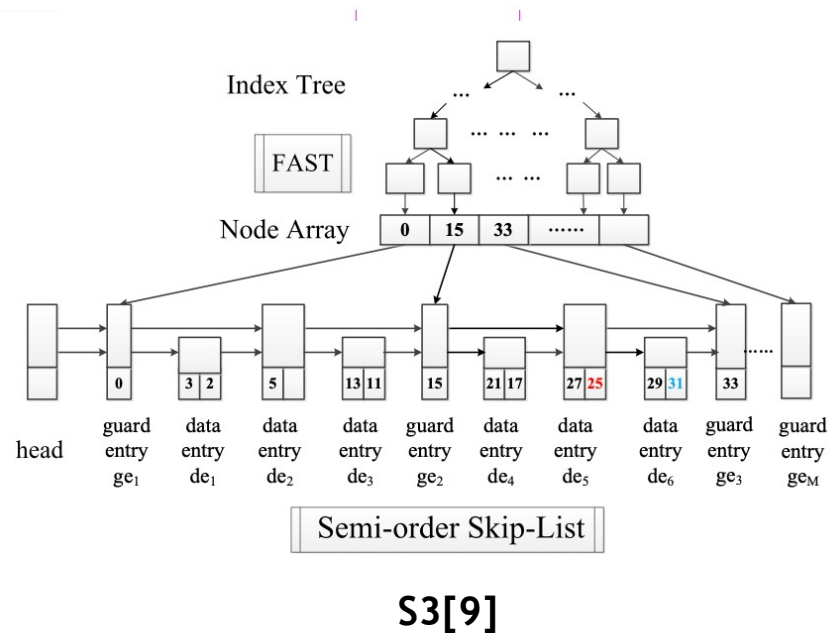 ... ...
Index Tree
... ... ...
FAST
... ...
Node Array 0 15 33 ......
......
0 3 2 5 13 11 15 21 17 27 25 29 31 33
head
guard entry ge1
data entry de1
data entry de2
data entry de3
guard entry ge2
data entry de4
data entry de5
data entry de6
guard entry ge3
guard entry geM
Semi-order Skip-List
S3[9]